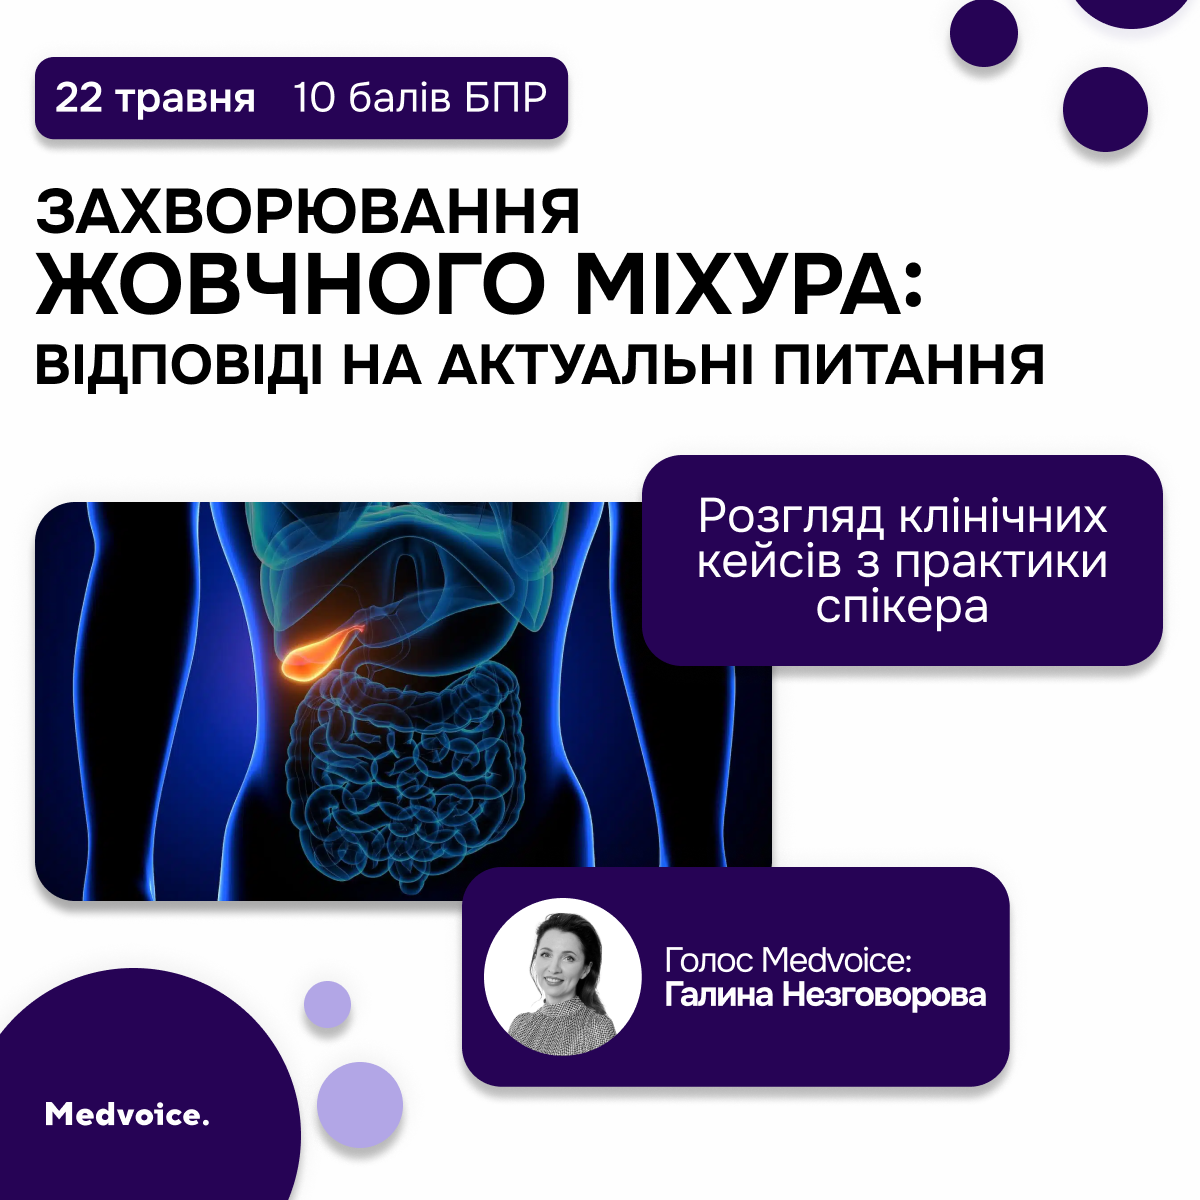 22 травня 10 балів БПР
ЗАХВОРЮВАННЯ
ЖОВЧНОГО МІХУРА:
ВІДПОВІДІ НА АКТУАЛЬНІ ПИТАННЯ
Розгляд клінічних
кейсів з практики
спікера
Голос Medvoice:
Галина Незговорова
Medvoice.